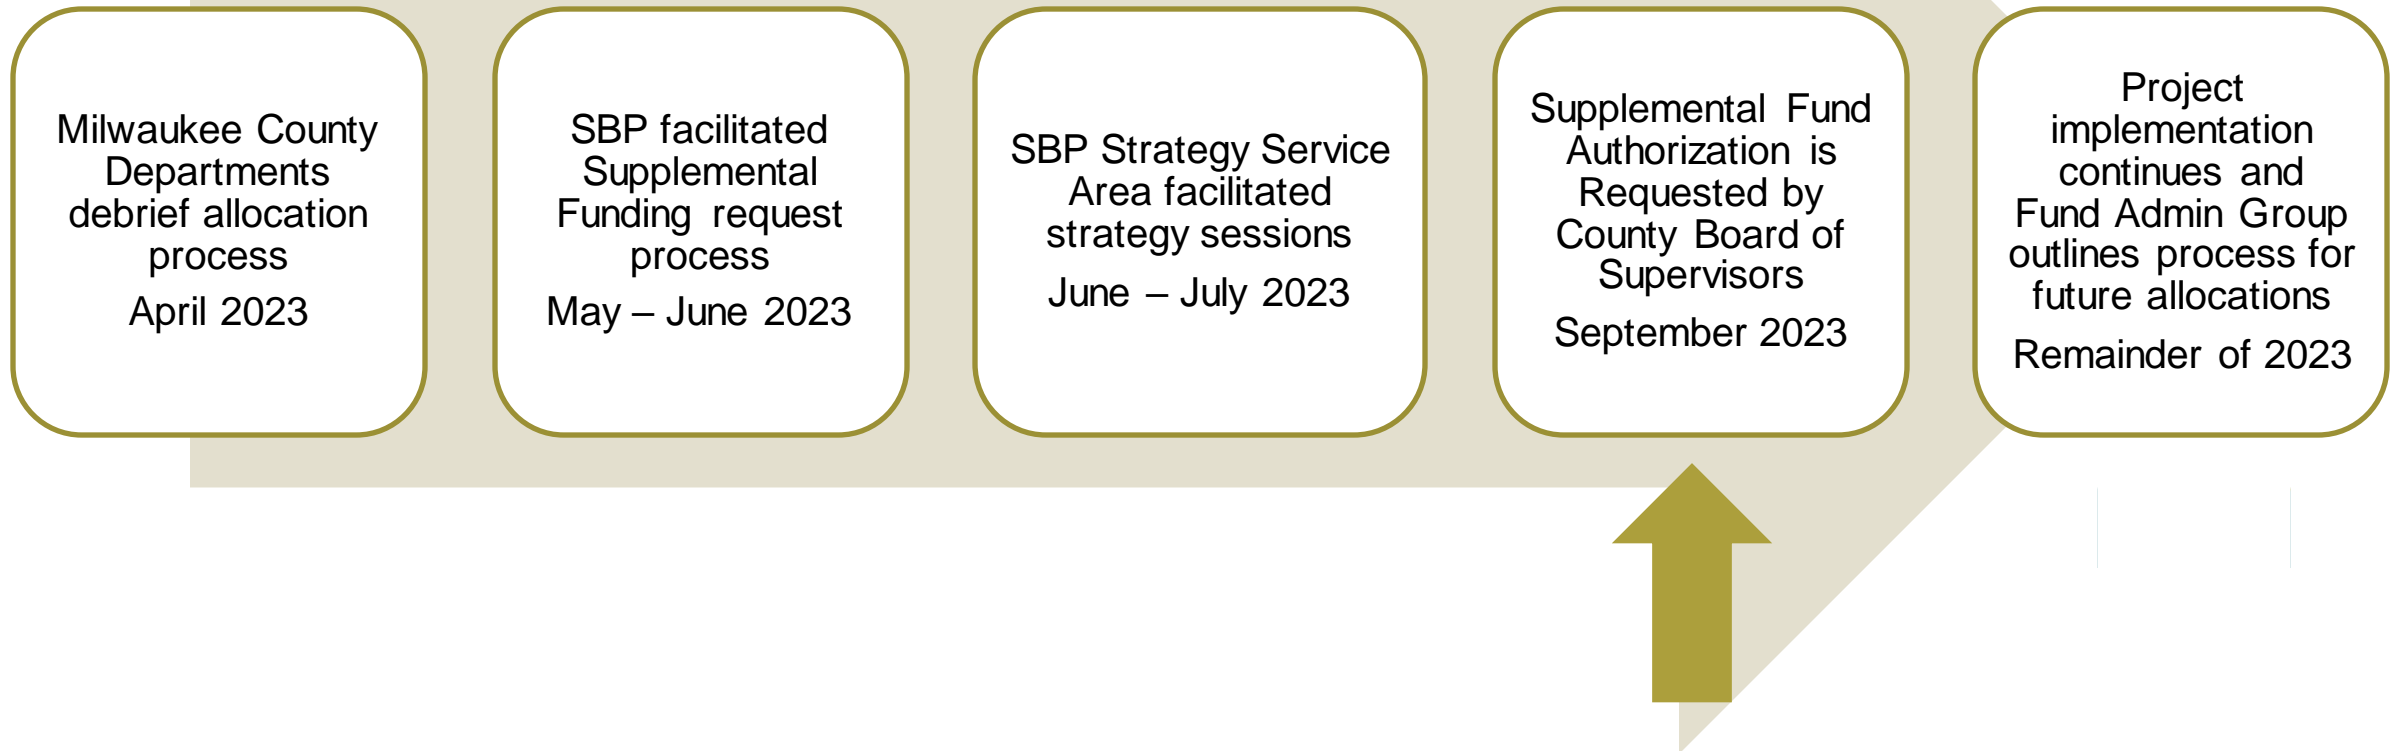 Milwaukee County
Departments
debrief allocation
process
April 2023
SBP facilitated
Supplemental
Funding request
process
May – June 2023
SBP Strategy Service
Area facilitated
strategy sessions
June – July 2023
Supplemental Fund
Authorization is
Requested by
County Board of
Supervisors
September 2023
Project
implementation
continues and
Fund Admin Group
outlines process for
future allocations
Remainder of 2023